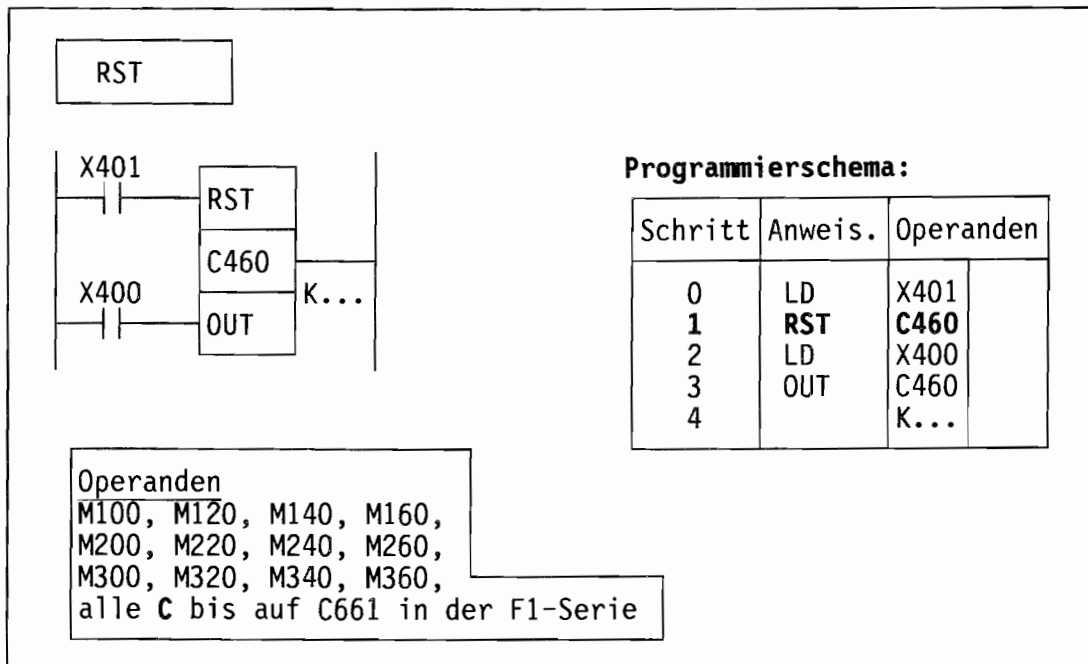 RST
X401
RST
C460
X400
K...
OUT
Programmierschema:
Schritt Anweis. Operanden
0 LD X401
1 RST C460
2 LD X400
3 OUT C460
4 K...
Operanden
M100, M120, M140, M160,
M200, M220, M240, M260,
M300, M320, M340, M360,
alle C bis auf C661 in der F1-Serie